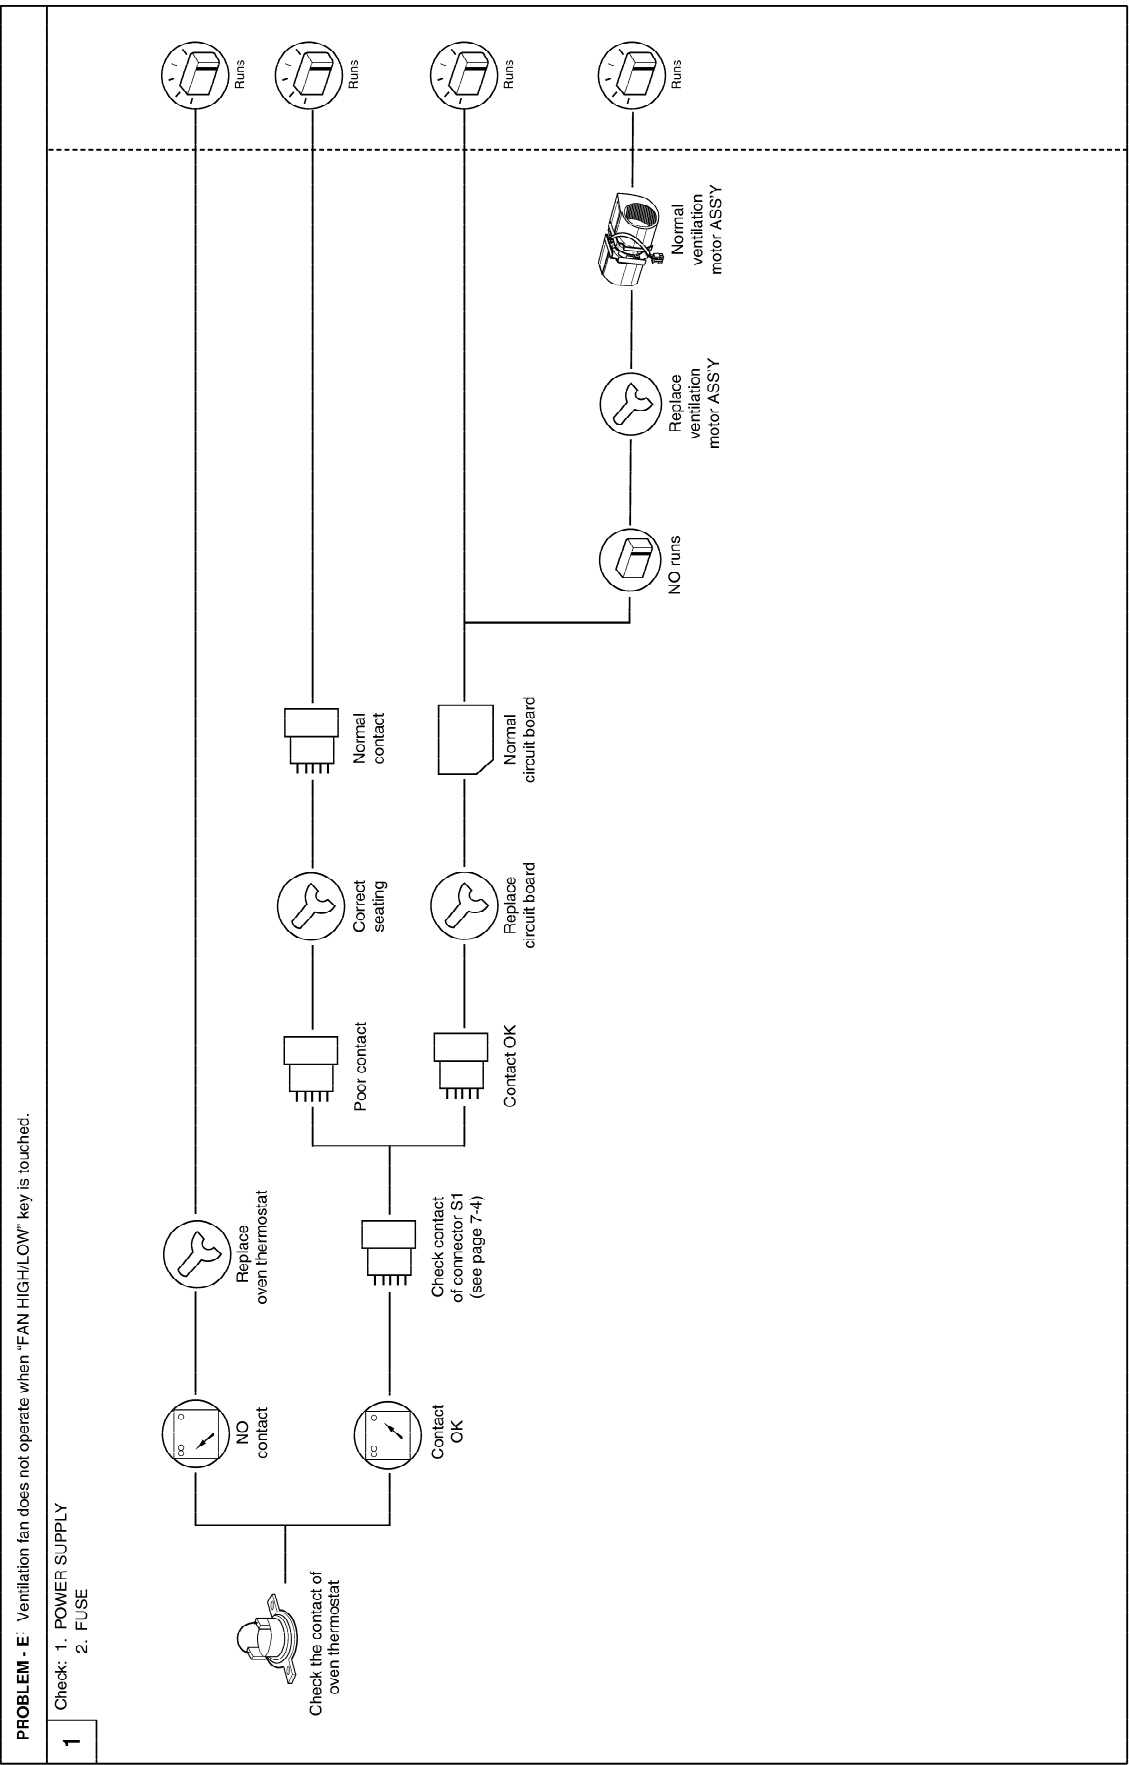 PROBLEM - E: Ventilation fan does not operate when “FAN HIGH/LOW” key is touched.
1
Check: 1. POWER SUPPLY
2. FUSE
Check the contact of
oven thermostat
NO
contact
Replace
oven thermostat
Runs
Contact
OK
Check contact
of connector S1
(see page 7-4)
Poor contact
Correct
seating
Normal
contact
Runs
Contact OK
Replace
circuit board
Normal
circuit board
Runs
NO runs
Replace
ventilation
motor ASS’Y
Normal
ventilation
motor ASS’Y
Runs